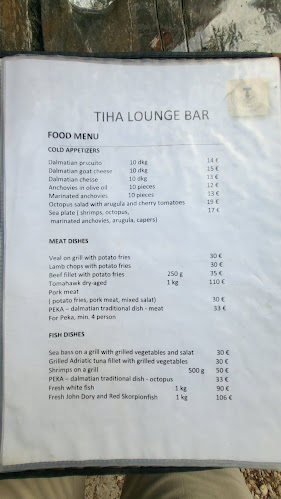 T
TIHA LOUNGE BAR
FOOD MENU
COLD APPETIZERS
Dalmatian prscuito 10 dkg 14 €
Dalmatian goat cheese 10 dkg 15 €
Dalmatian chesse 10 dkg 13 €
Anchovies in olive oil 10 pieces 12 €
Marinated anchovies 10 pieces 13 €
Octopus salad with arugula and cherry tomatoes 19 €
Sea plate ( shrimps, octopus, 17 €
marinated anchovies, arugula, capers)
MEAT DISHES
Veal on grill with potato fries 30 €
Lamb chops with potato fries 30 €
Beef fillet with potato fries 250 g 35 €
Tomahawk dry-aged 1 kg 110 €
Pork meat
( potato fries, pork meat, mixed salat) 30 €
PEKA – dalmatian traditional dish - meat 33 €
For Peka, min. 4 person
FISH DISHES
Sea bass on a grill with grilled vegetables and salat 30 €
Grilled Adriatic tuna fillet with grilled vegetables 30 €
Shrimps on a grill 500 g 50 €
PEKA – dalmatian traditional dish - octopus 33 €
Fresh white fish 1 kg 90 €
Fresh John Dory and Red Skorpionfish 1 kg 106 €